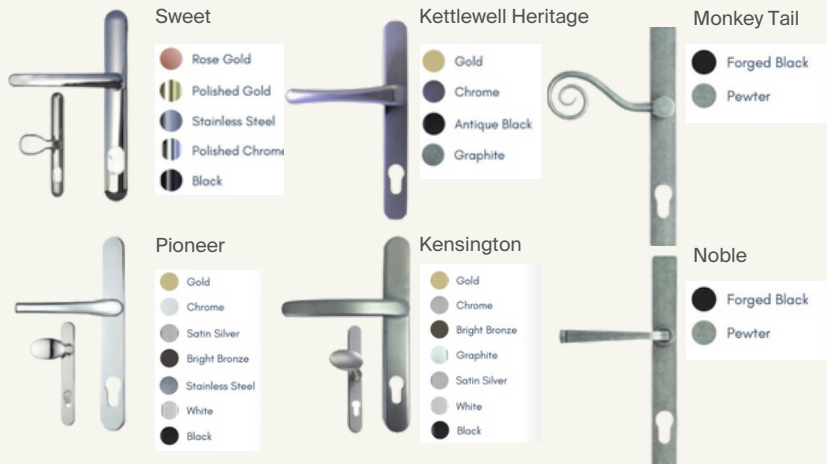 Sweet
Rose Gold
Polished Gold
Stainless Steel
Polished Chrome
Black
Kettlewell Heritage
Gold
Chrome
Antique Black
Graphite
Monkey Tail
Forged Black
Pewter
Pioneer
Gold
Chrome
Satin Silver
Bright Bronze
Stainless Steel
White
Black
Kensington
Gold
Chrome
Bright Bronze
Graphite
Satin Silver
White
Black
Noble
Forged Black
Pewter